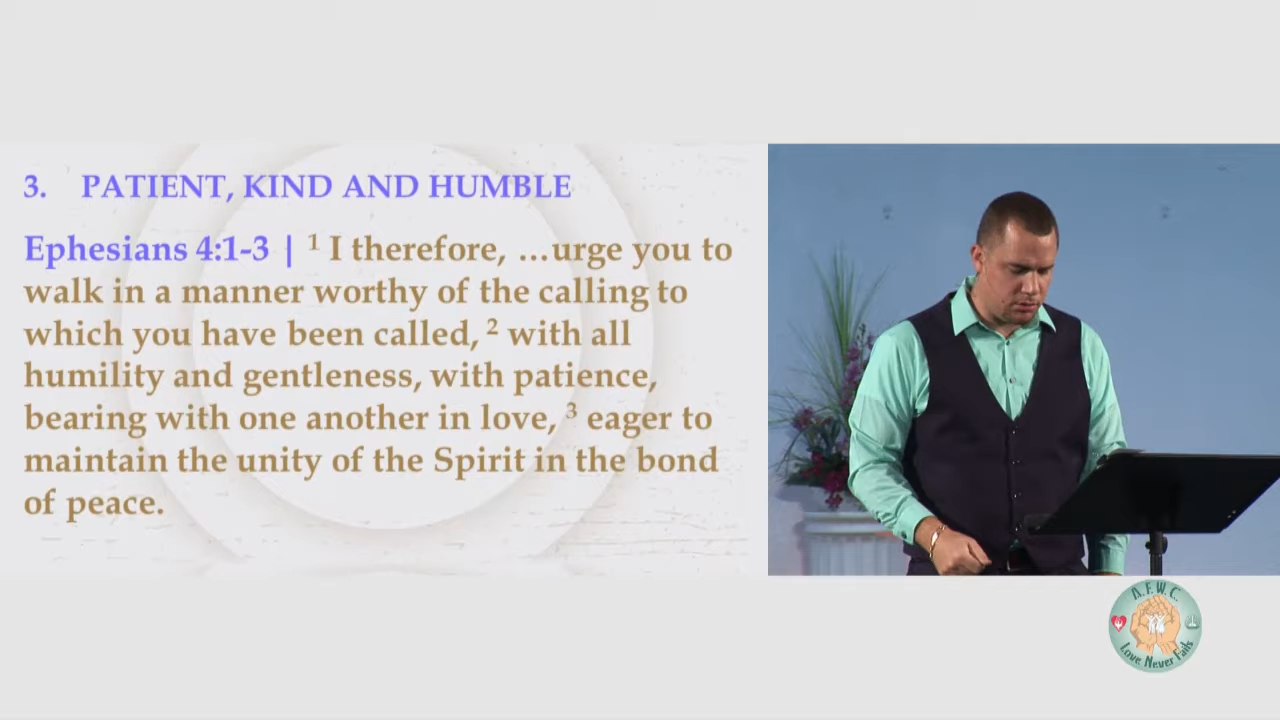 3. PATIENT, KIND AND HUMBLE
Ephesians 4:1-3 | 1 I therefore, …urge you to
walk in a manner worthy of the calling to
which you have been called, 2 with all
humility and gentleness, with patience,
bearing with one another in love, 3 eager to
maintain the unity of the Spirit in the bond
of peace.
A.F.W.C.
Love Never Fails